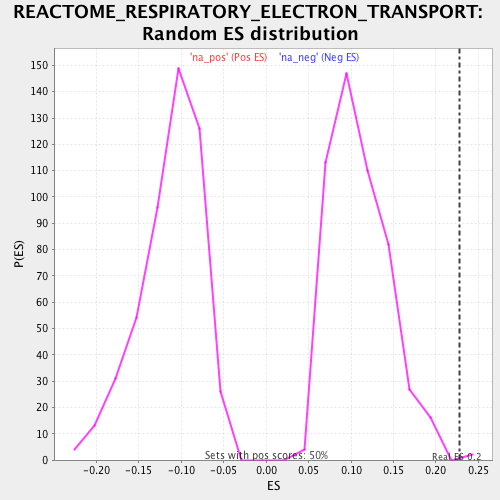 REACTOME_RESPIRATORY_ELECTRON_TRANSPORT:
Random ES distribution
'na_pos' (Pos ES) 'na_neg' (Neg ES)
150
140
130
120
110
100
90
80
70
60
50
40
30
20
10
0
P(ES)
Sets with pos scores: 50%
Real ES 0.2
-0.20 -0.15 -0.10 -0.05 0.00 0.05 0.10 0.15 0.20 0.25
ES